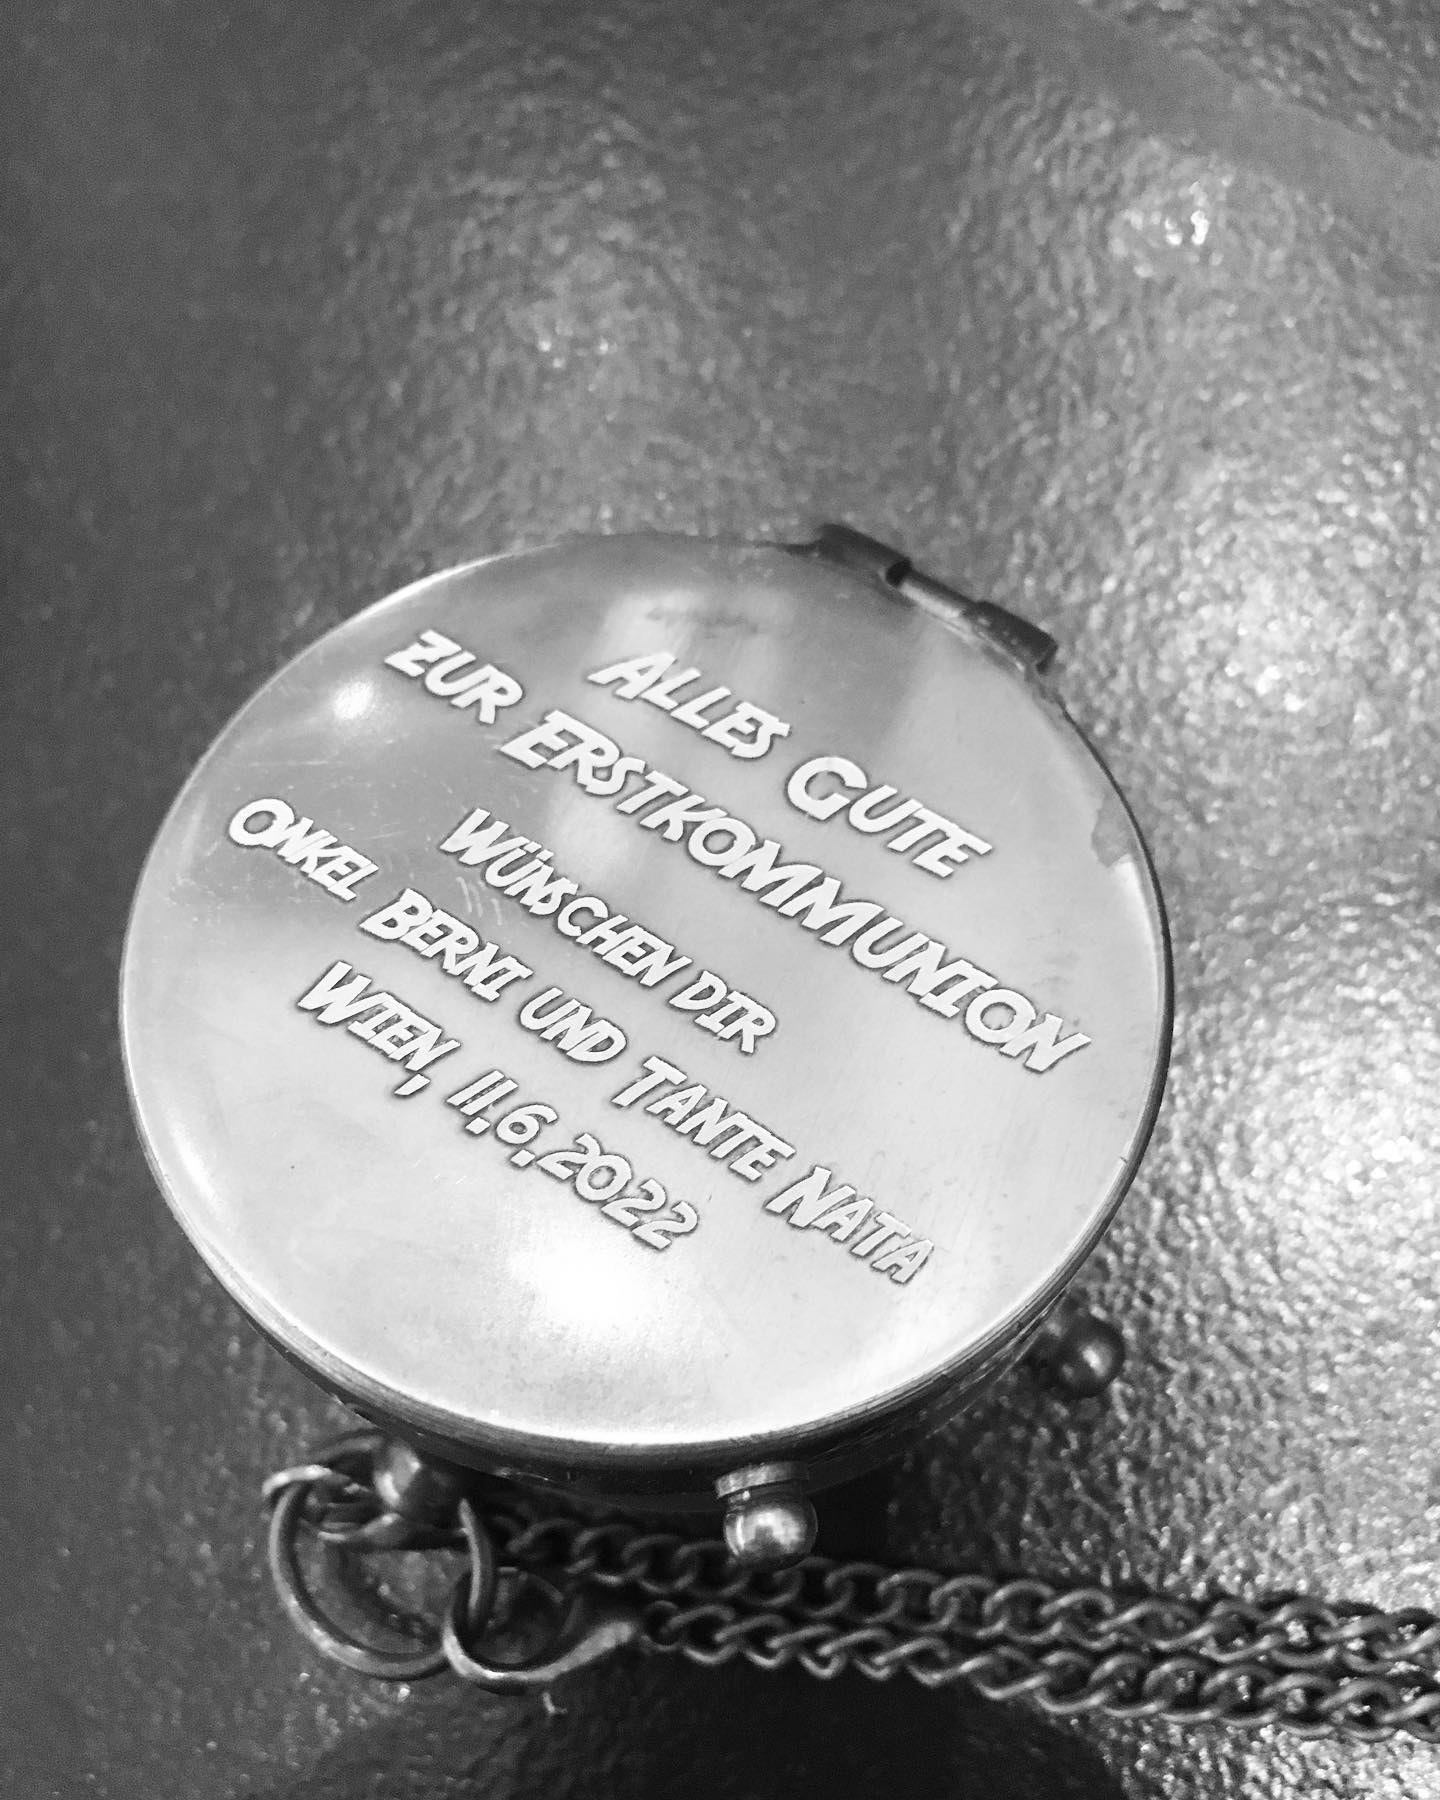 Alles Gute
zur Erstkommunion
Wünschen dir
Onkel Berni und Tante Nata
Wien, 11.6.2022